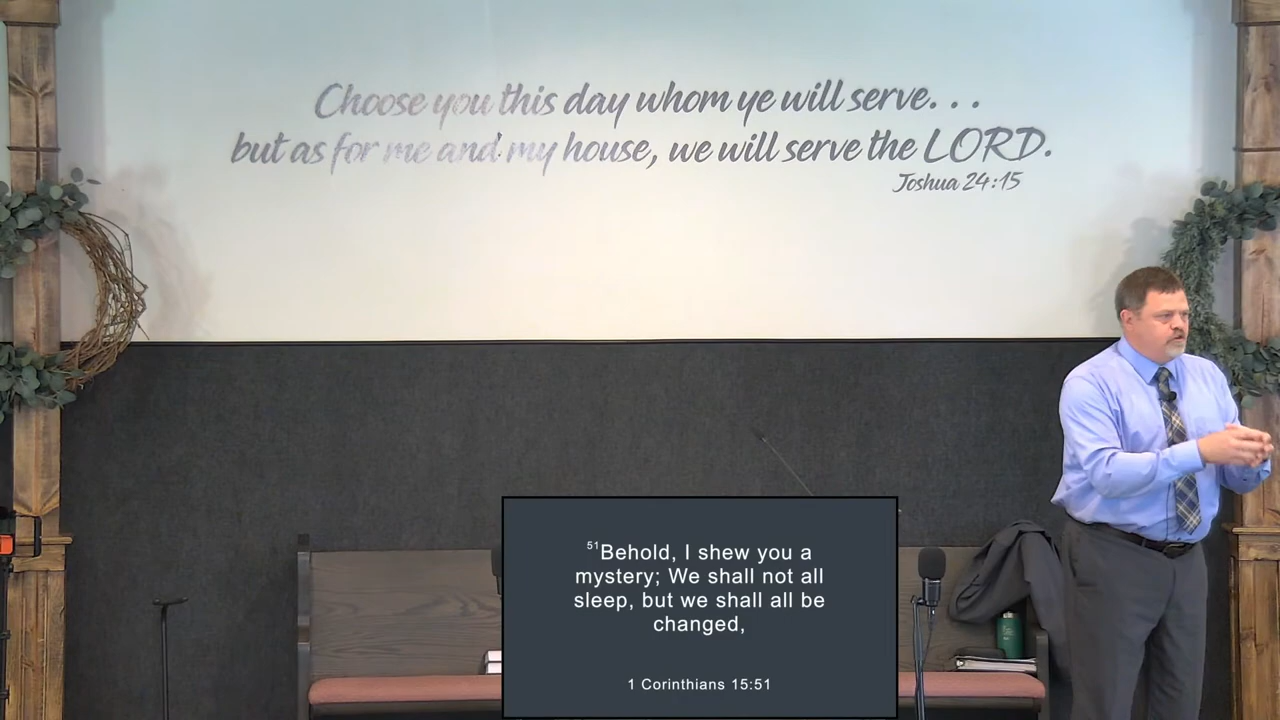 Choose you this day whom ye will serve. . .
but as for me and my house, we will serve the LORD.
Joshua 24:15
51Behold, I shew you a
mystery; We shall not all
sleep, but we shall all be
changed,
1 Corinthians 15:51